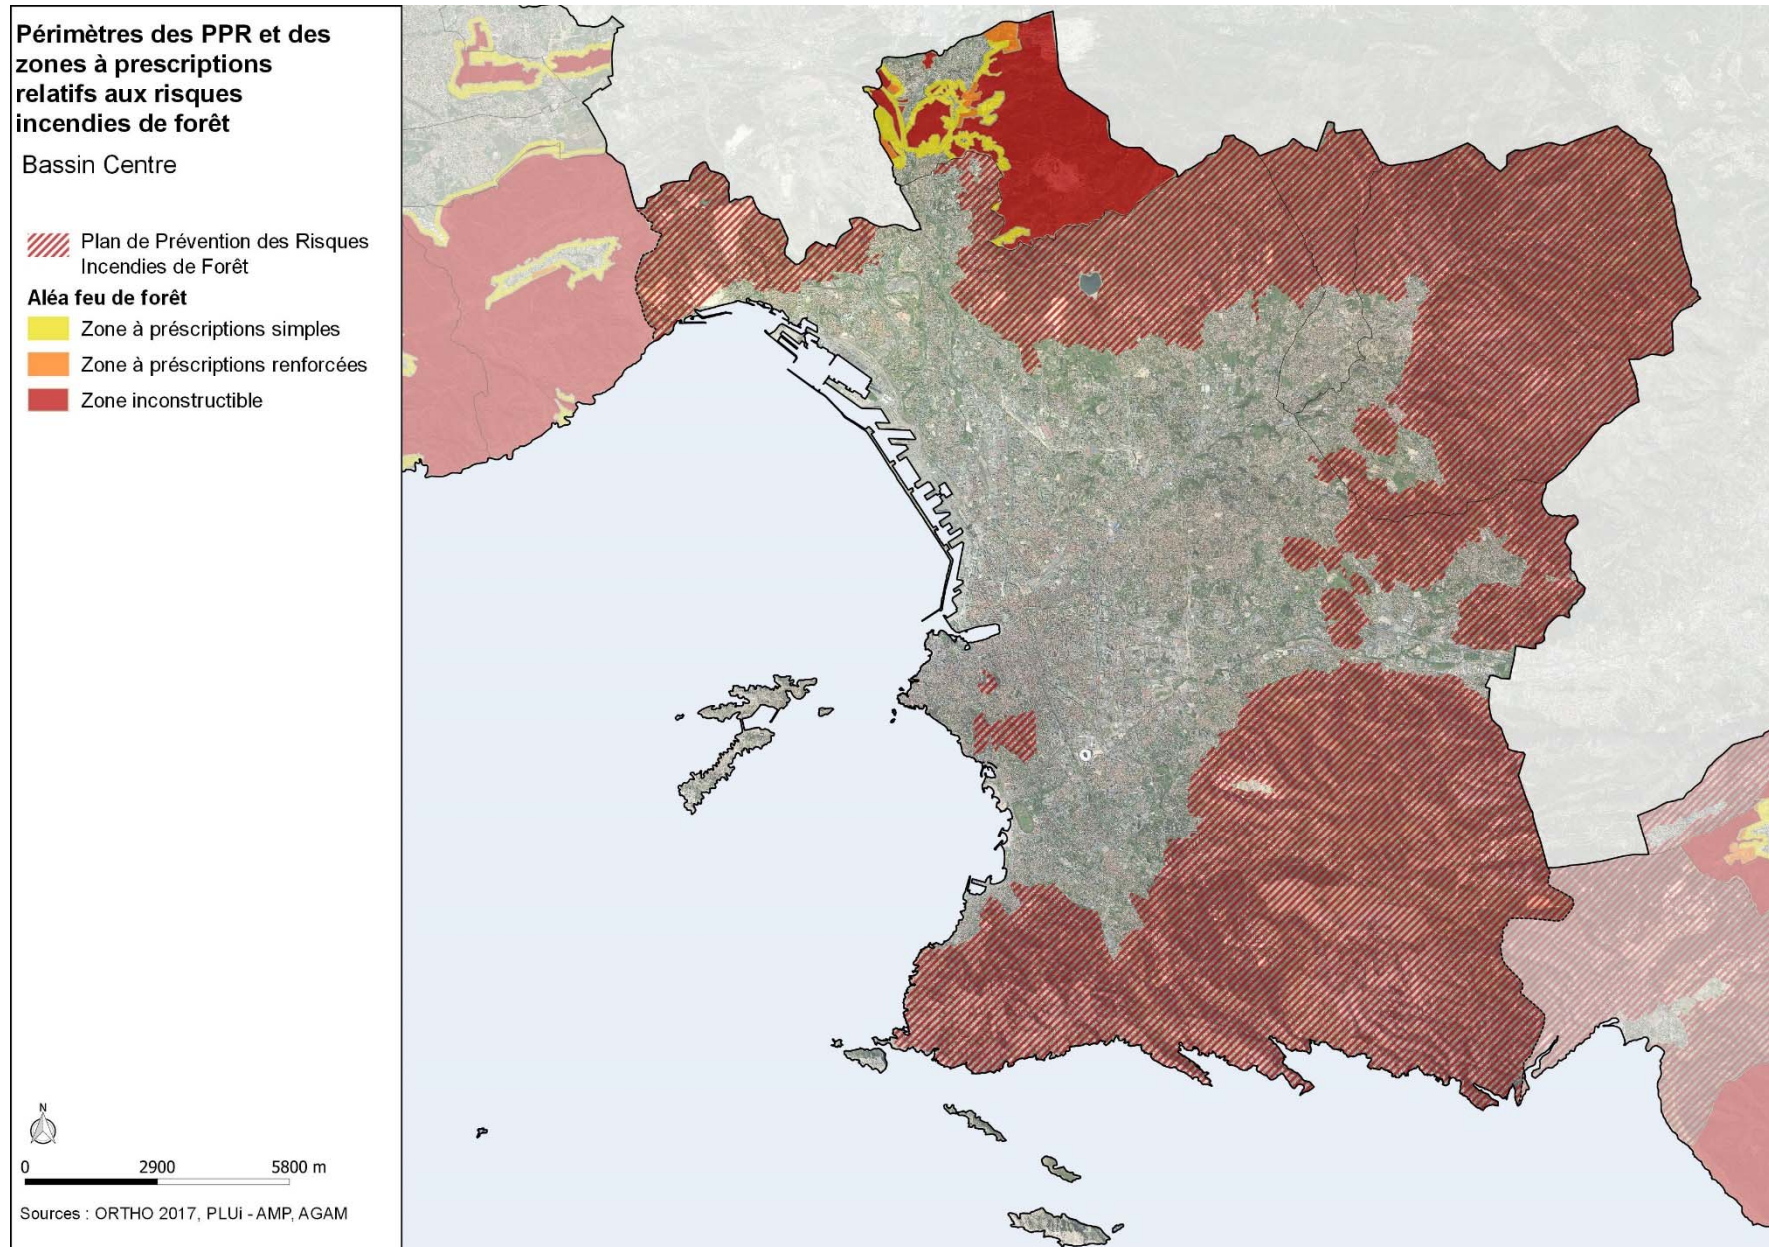 Périmètres des PPR et des
zones à prescriptions
relatifs aux risques
incendies de forêt
Bassin Centre
Plan de Prévention des Risques
Incendies de Forêt
Aléa feu de forêt
Zone à préscriptions simples
Zone à préscriptions renforcées
Zone inconstructible
N
0 2900 5800 m
Sources : ORTHO 2017, PLUi - AMP, AGAM